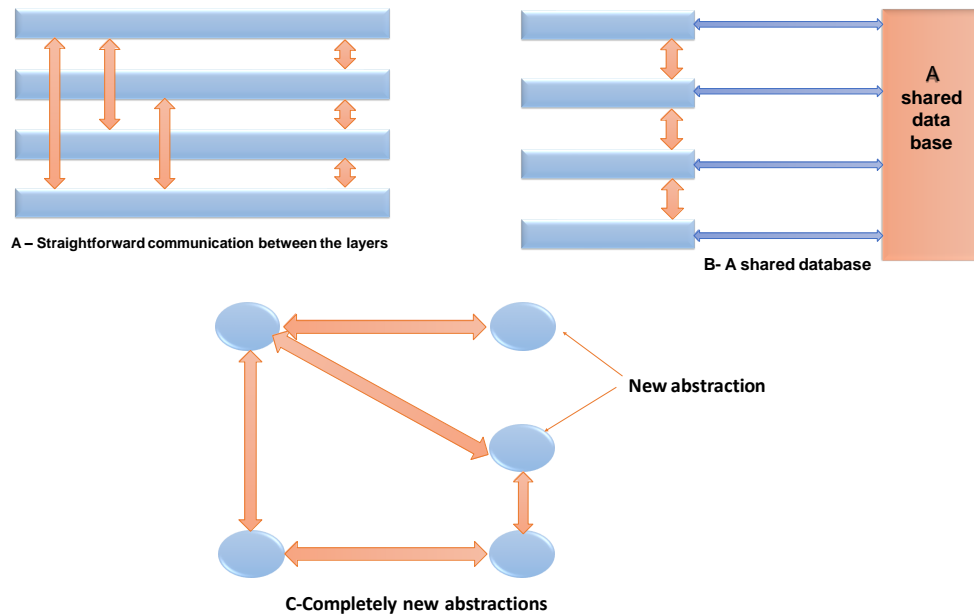 A – Straightforward communication between the layers
A
shared
data
base
B- A shared database
New abstraction
C-Completely new abstractions